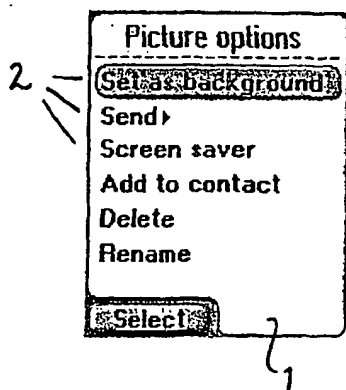 Picture options
2
Set as background
Send▸
Screen saver
Add to contact
Delete
Rename
Select
1